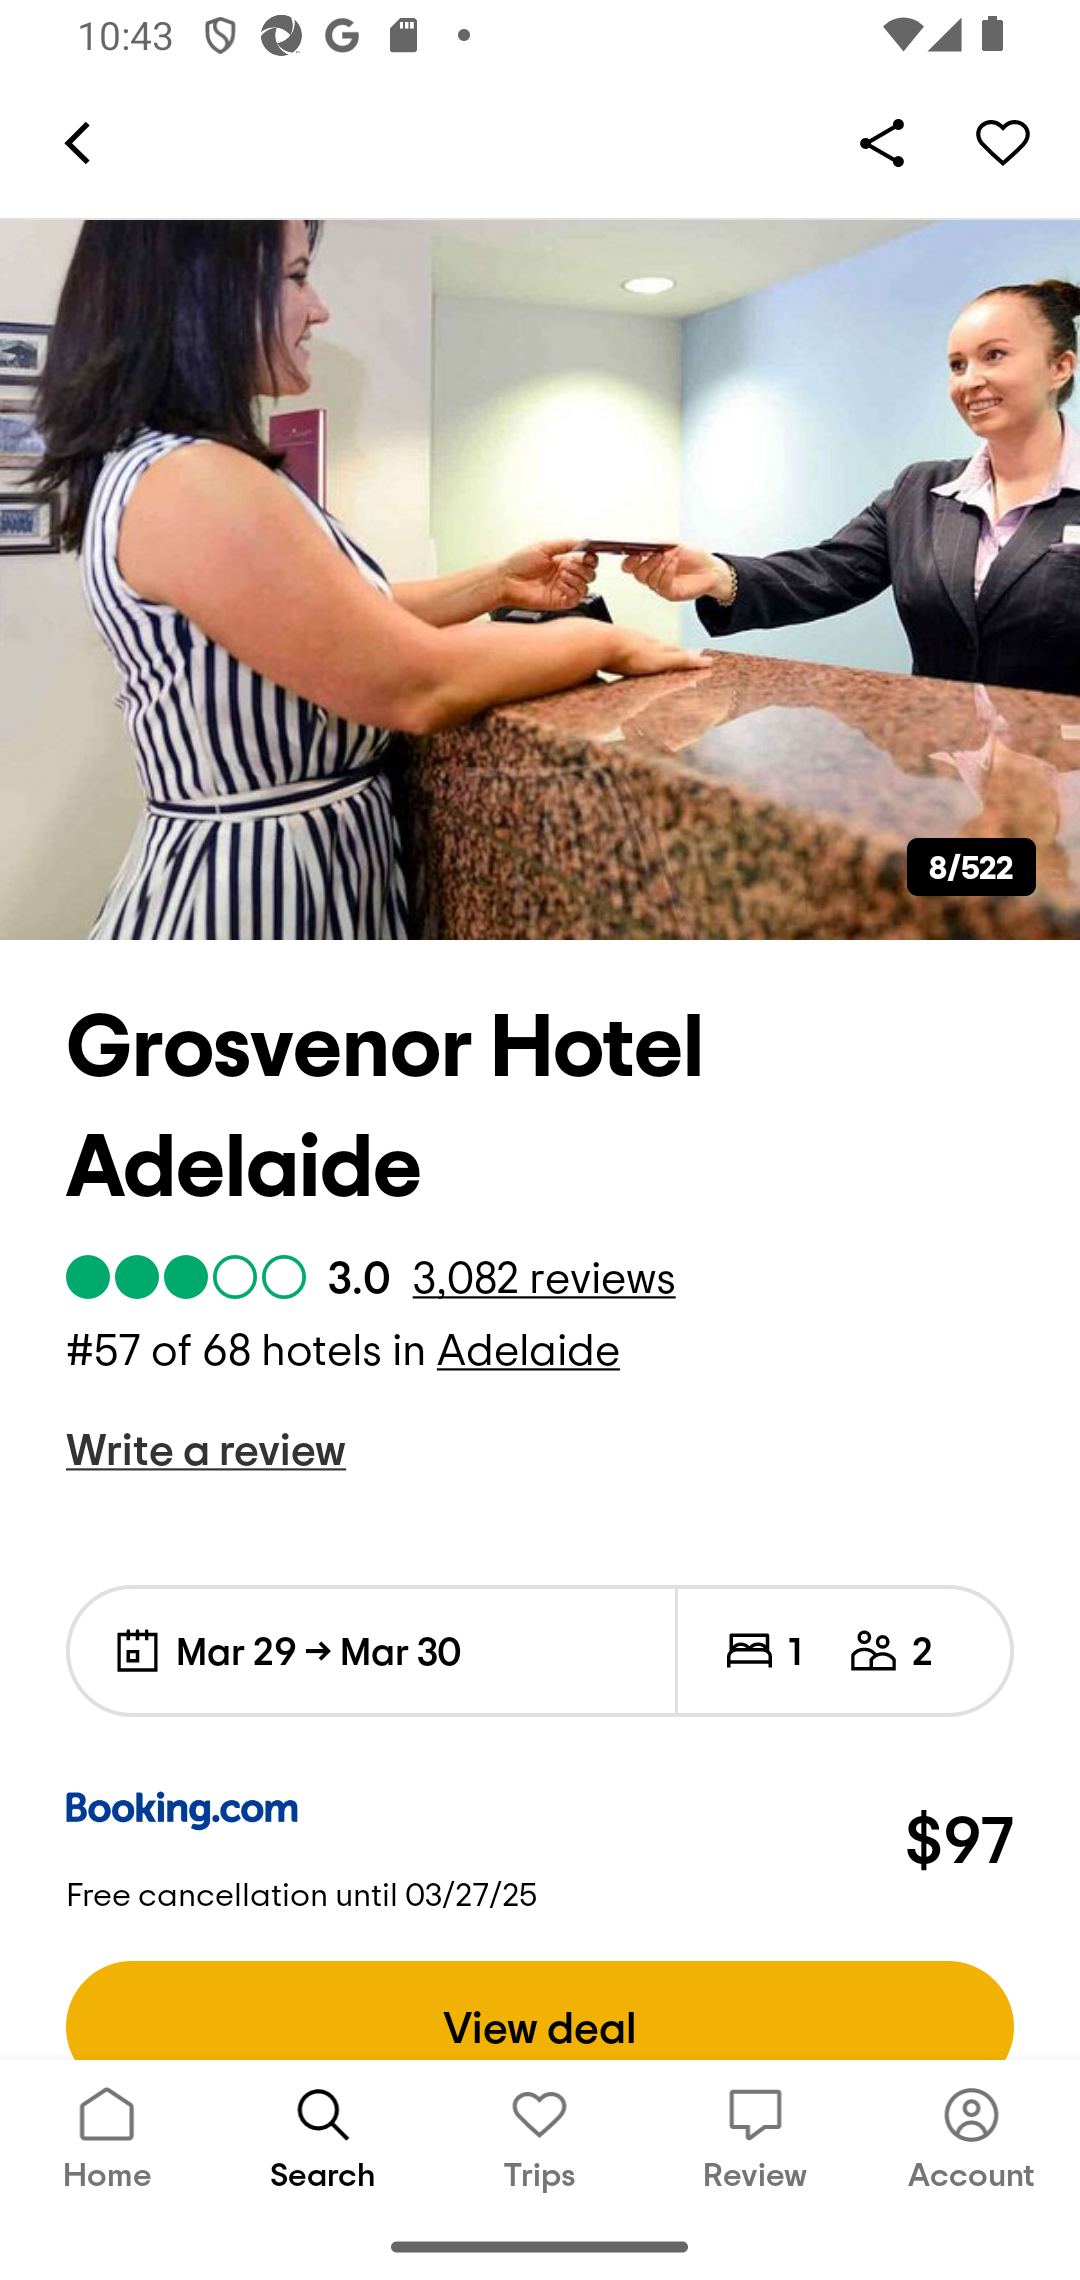 10:43
8/522
Grosvenor Hotel
Adelaide
3.0 3,082 reviews
#57 of 68 hotels in Adelaide
Write a review
Mar 29 → Mar 30 1 2
Booking.com
$97
Free cancellation until 03/27/25
View deal
Home Search Trips Review Account